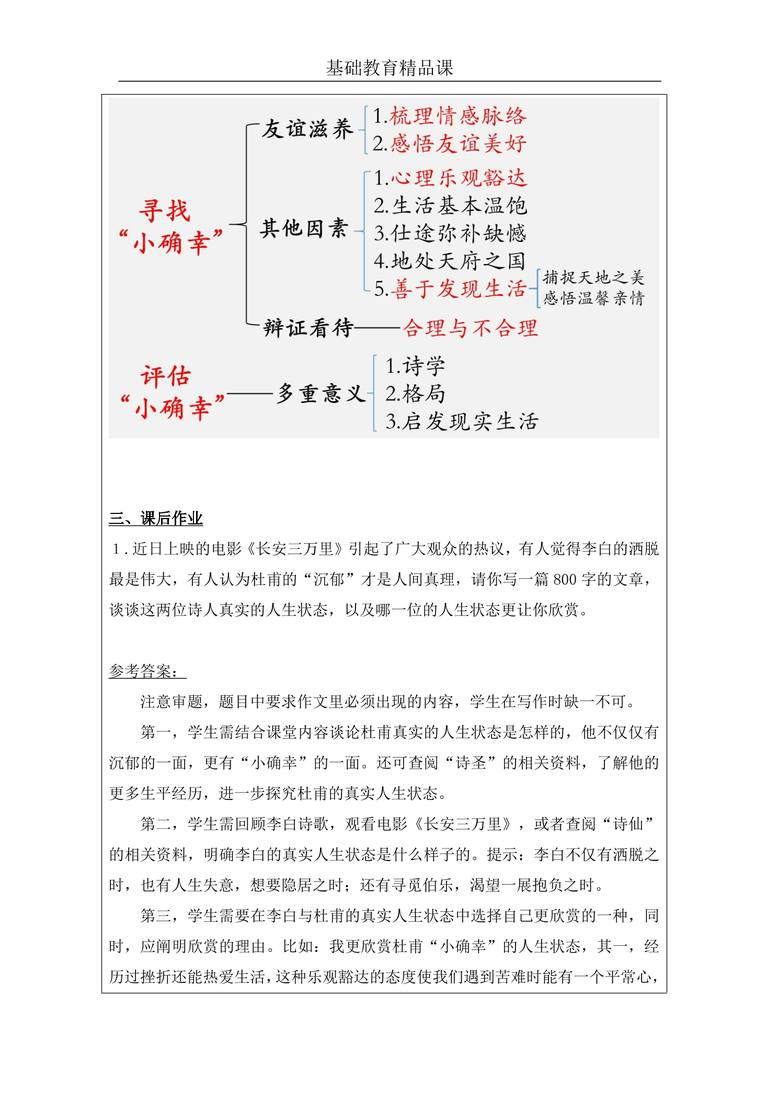 基础教育精品课
寻找
“小确幸”
友谊滋养
1.梳理情感脉络
2.感悟友谊美好
其他因素
1.心理乐观豁达
2.生活基本温饱
3.仕途弥补缺憾
4.地处天府之国
5.善于发现生活
捕捉天地之美
感悟温馨亲情
辩证看待
合理与不合理
评估
“小确幸”
多重意义
1.诗学
2.格局
3.启发现实生活
三、课后作业
1.近日上映的电影《长安三万里》引起了广大观众的热议，有人觉得李白的洒脱
最是伟大，有人认为杜甫的“沉郁”才是人间真理，请你写一篇 800 字的文章，
谈谈这两位诗人真实的人生状态，以及哪一位的人生状态更让你欣赏。
参考答案：
注意审题，题目中要求作文里必须出现的内容，学生在写作时缺一不可。
第一，学生需结合课堂内容谈论杜甫真实的人生状态是怎样的，他不仅仅有
沉郁的一面，更有“小确幸”的一面。还可查阅“诗圣”的相关资料，了解他的
更多生平经历，进一步探究杜甫的真实人生状态。
第二，学生需回顾李白诗歌，观看电影《长安三万里》，或者查阅“诗仙”
的相关资料，明确李白的真实人生状态是什么样子的。提示：李白不仅有洒脱之
时，也有人生失意，想要隐居之时；还有寻觅伯乐，渴望一展抱负之时。
第三，学生需要在李白与杜甫的真实人生状态中选择自己更欣赏的一种，同
时，应阐明欣赏的理由。比如：我更欣赏杜甫“小确幸”的人生状态，其一，经
历过挫折还能热爱生活，这种乐观豁达的态度使我们遇到苦难时能有一个平常心，